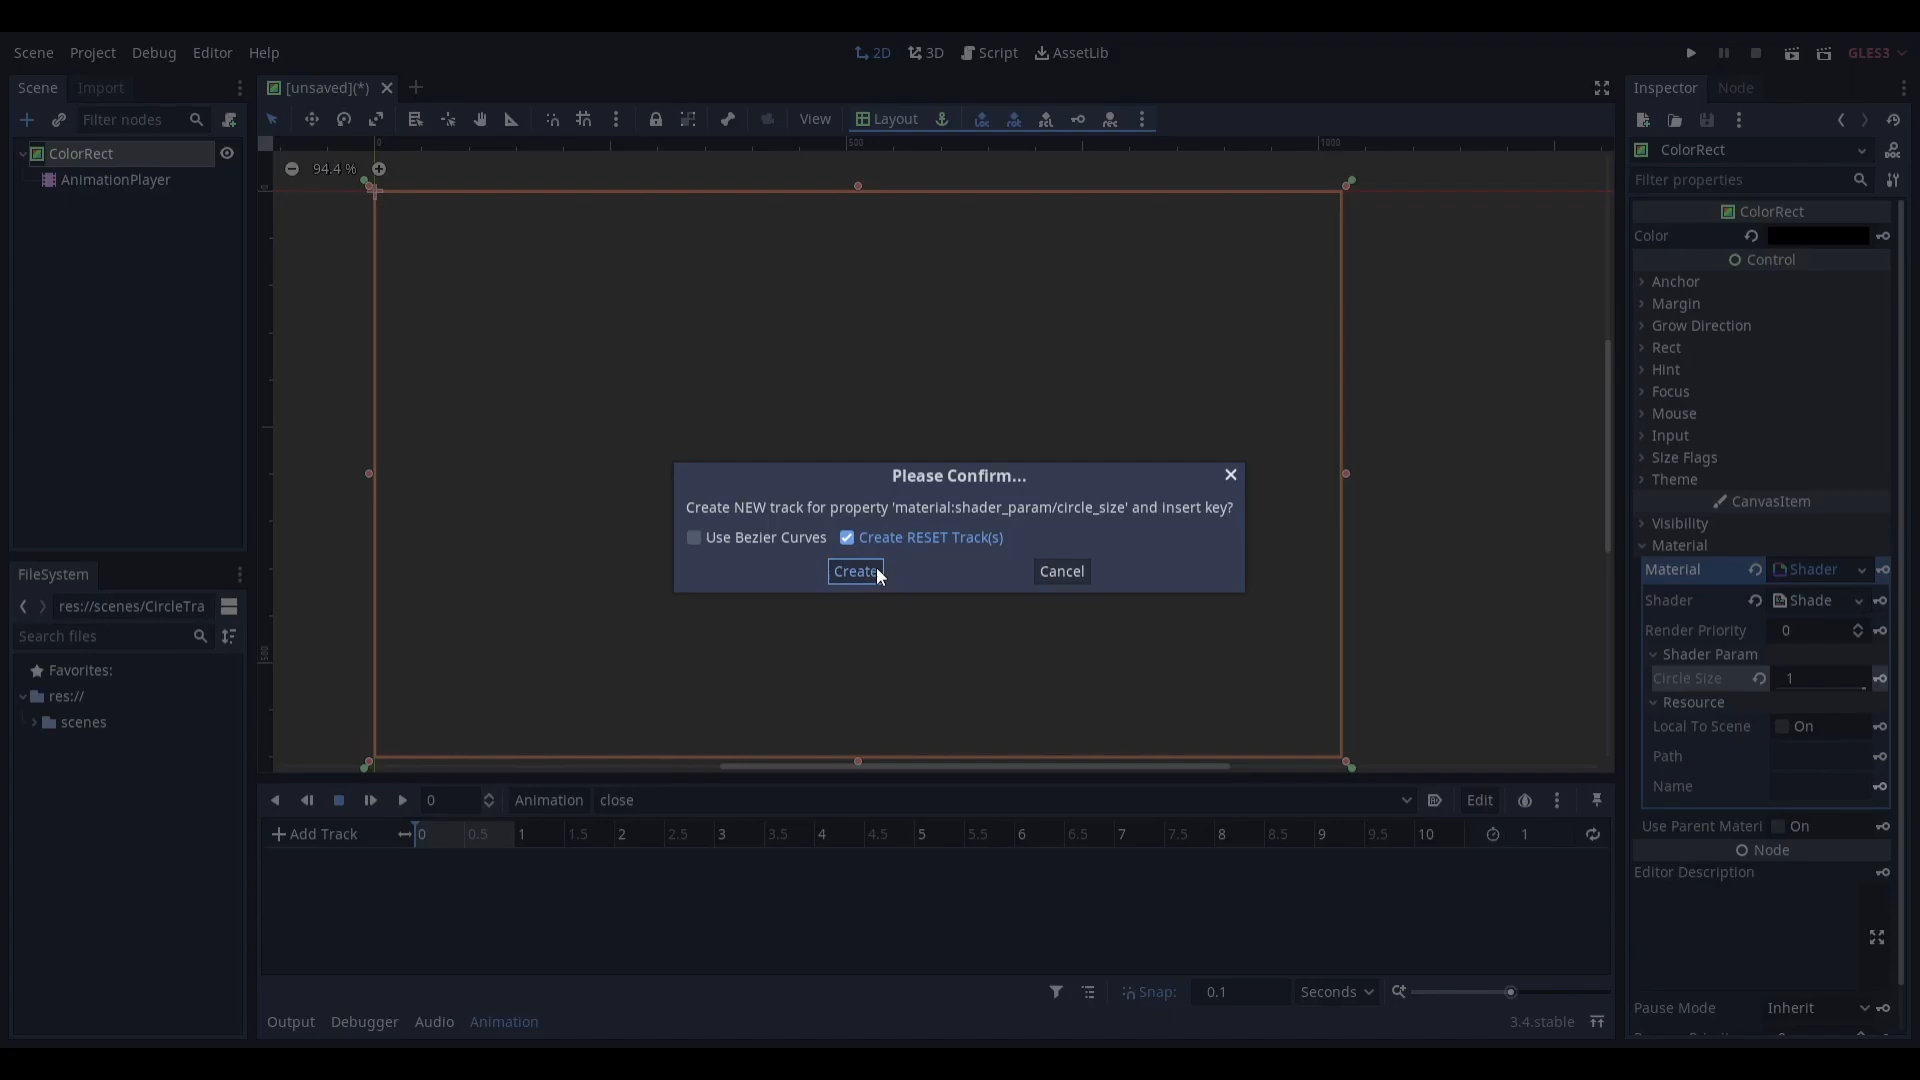 Scene Project Debug Editor Help
2D 3D Script AssetLib
GLES3
Scene Import
Filter nodes
ColorRect
AnimationPlayer
FileSystem
res://scenes/CircleTra
Search files
Favorites:
res://
scenes
[unsaved](*)
View Layout
0 500 1000
94.4 %
0
500
Please Confirm...
Create NEW track for property 'material:shader_param/circle_size' and insert key?
Use Bezier Curves Create RESET Track(s)
Create Cancel
0 Animation close Edit
Add Track 0 0.5 1 1.5 2 2.5 3 3.5 4 4.5 5 5.5 6 6.5 7 7.5 8 8.5 9 9.5 10 1
Snap: 0.1 Seconds
Output Debugger Audio Animation 3.4.stable
Inspector Node
ColorRect
Filter properties
ColorRect
Color
Control
Anchor
Margin
Grow Direction
Rect
Hint
Focus
Mouse
Input
Size Flags
Theme
CanvasItem
Visibility
Material
Material Shader
Shader Shade
Render Priority 0
Shader Param
Circle Size 1
Resource
Local To Scene On
Path
Name
Use Parent Materi On
Node
Editor Description
Pause Mode Inherit